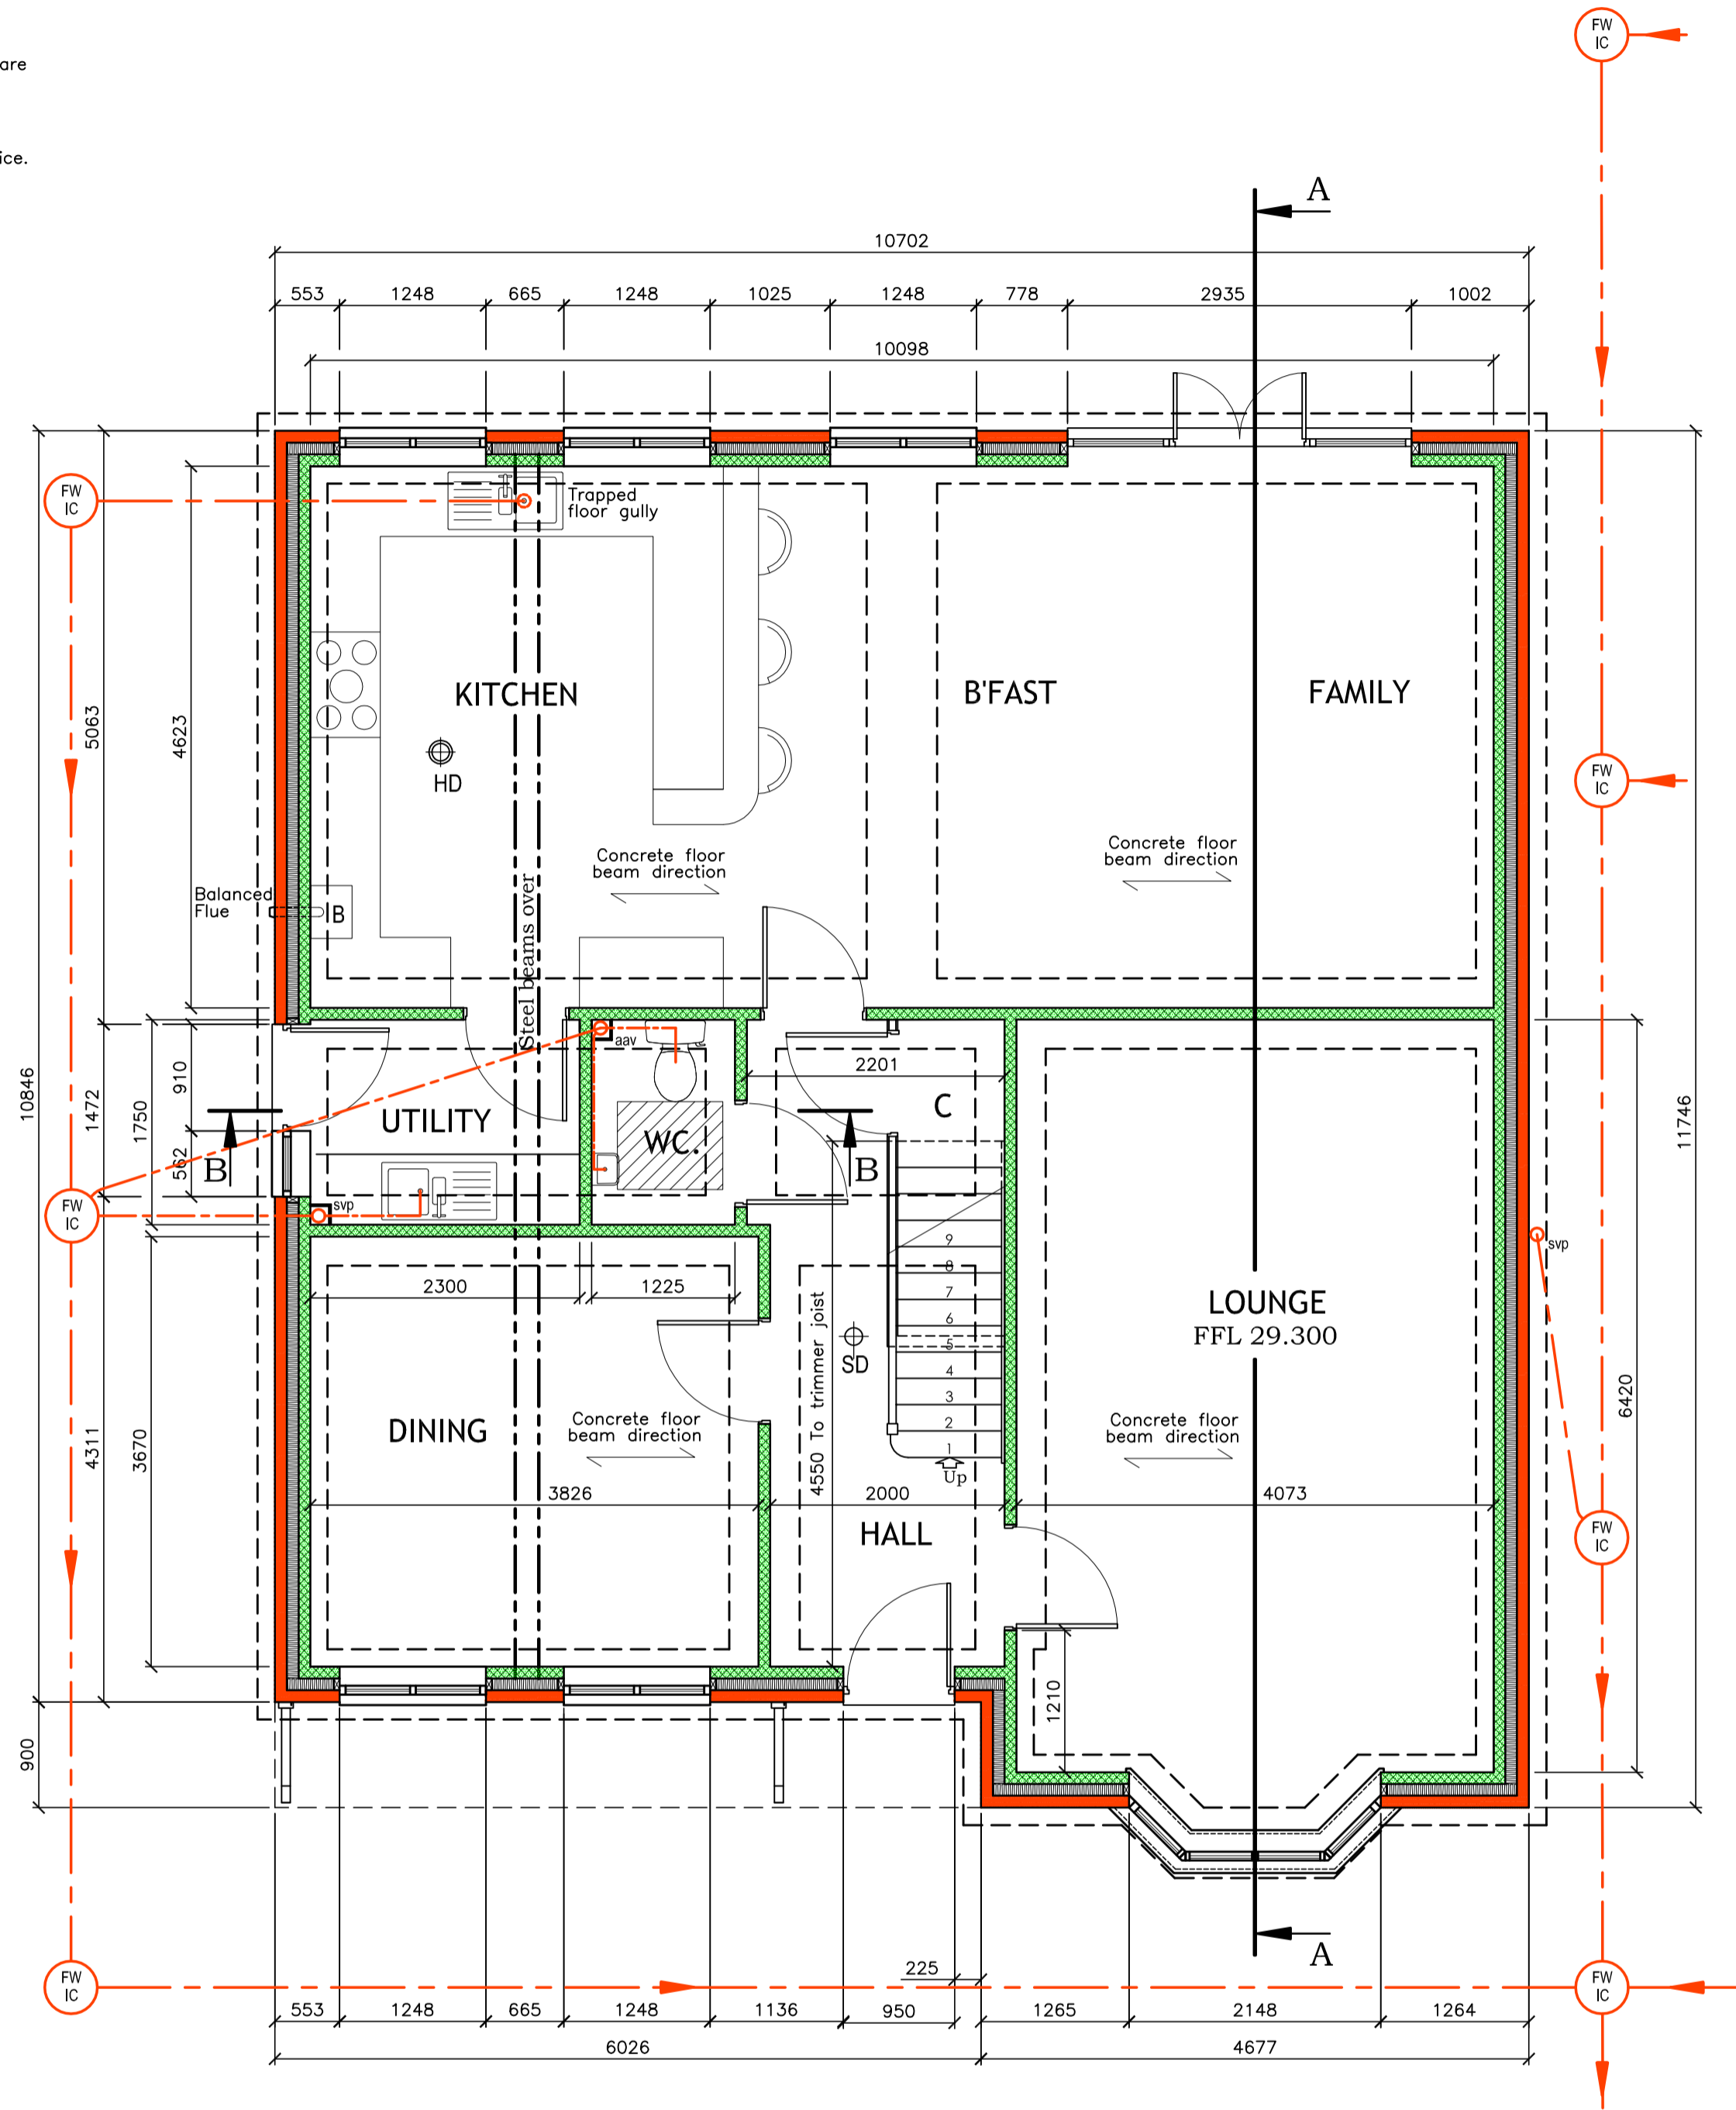 are
ice.
FW
IC
A
10702
553
1248
665
1248
1025
1248
778
2935
1002
10098
FW
IC
Trapped
floor gully
5063
4623
KITCHEN
B'FAST
FAMILY
HD
FW
IC
Concrete floor
beam direction
Concrete floor
beam direction
Balanced
Flue
B
Steel beams over
aav
10846
910
1472
1750
562
2201
C
11746
UTILITY
WC.
B
B
FW
IC
svp
svp
9
8
7
6
5
4
3
2
1
Up
2300
1225
4550 To trimmer joist
SD
LOUNGE
FFL 29.300
6420
DINING
Concrete floor
beam direction
Concrete floor
beam direction
4311
3670
3826
2000
4073
HALL
FW
IC
1210
900
A
225
FW
IC
FW
IC
553
1248
665
1248
1136
950
1265
2148
1264
6026
4677